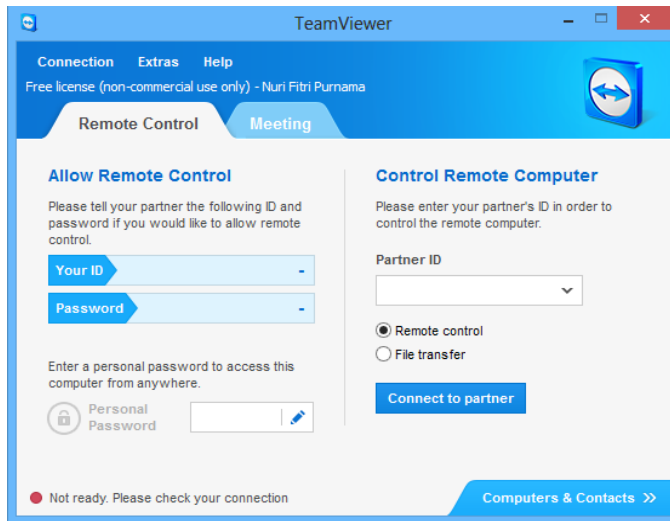 TeamViewer
Connection Extras Help
Free license (non-commercial use only) - Nuri Fitri Purnama
Remote Control Meeting
Allow Remote Control
Please tell your partner the following ID and
password if you would like to allow remote
control.
Your ID -
Password -
Enter a personal password to access this
computer from anywhere.
Personal
Password
Control Remote Computer
Please enter your partner's ID in order to
control the remote computer.
Partner ID
Remote control
File transfer
Connect to partner
Not ready. Please check your connection
Computers & Contacts >>